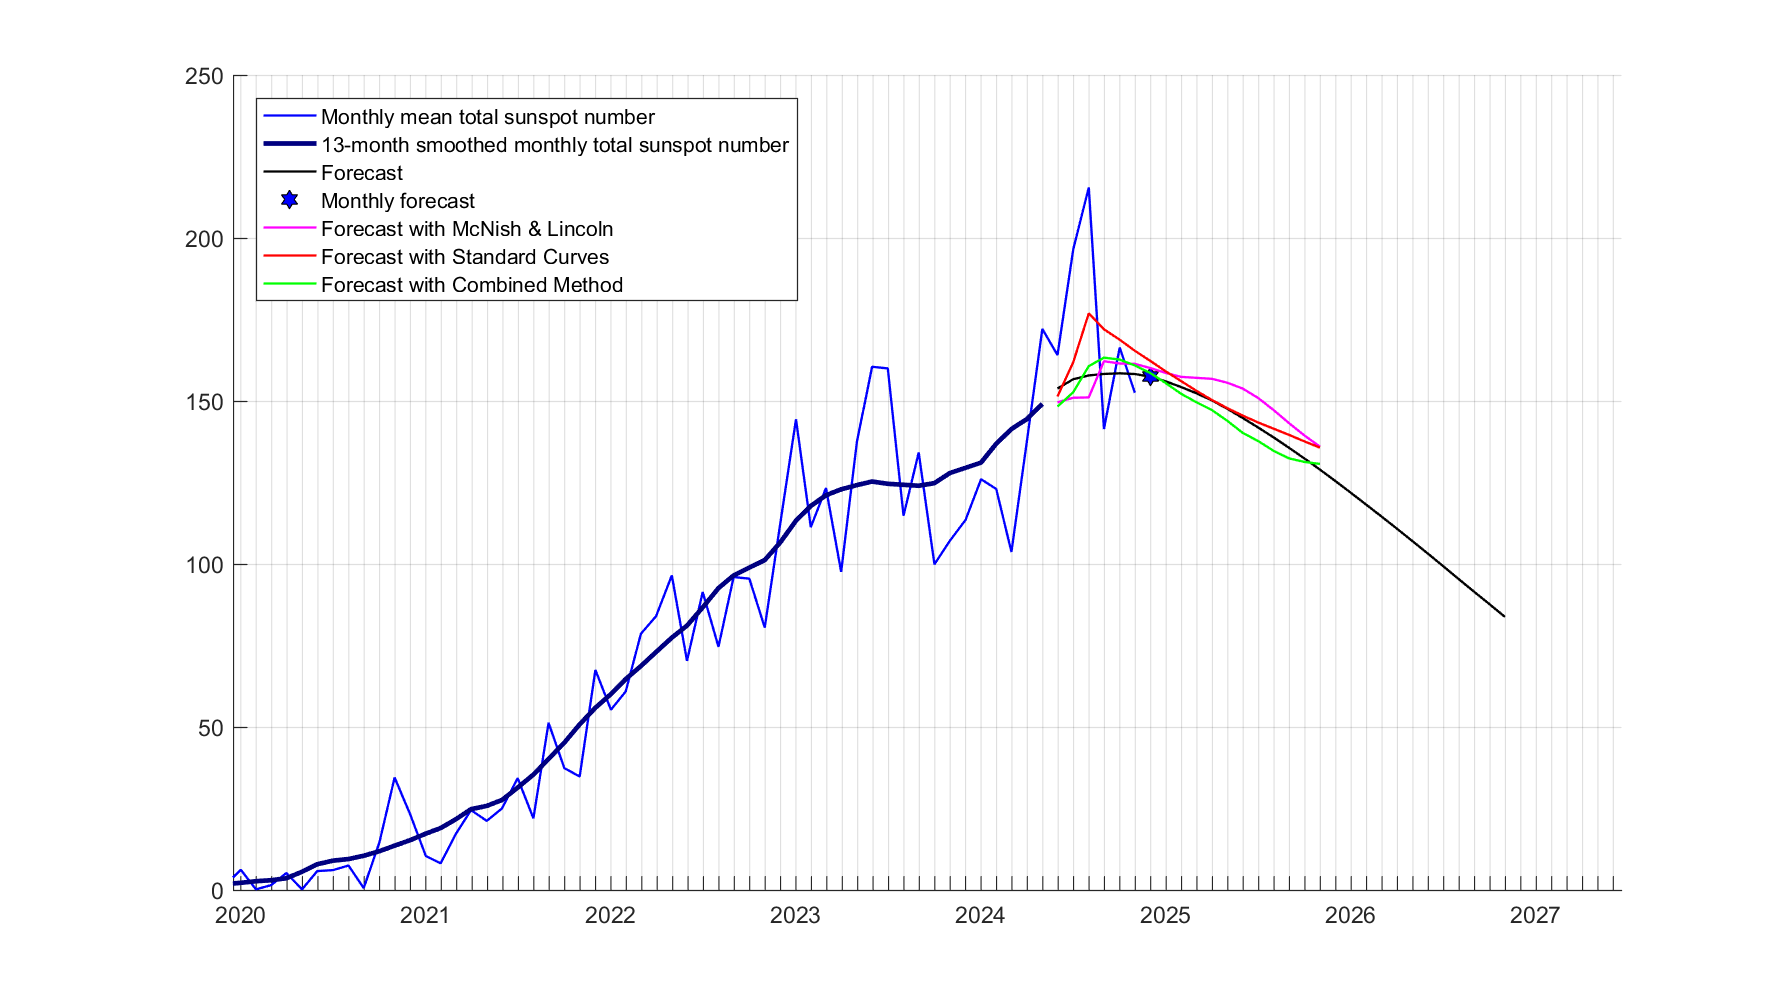 250
200
150
100
50
0
Monthly mean total sunspot number
13-month smoothed monthly total sunspot number
Forecast
Monthly forecast
Forecast with McNish & Lincoln
Forecast with Standard Curves
Forecast with Combined Method
2020 2021 2022 2023 2024 2025 2026 2027